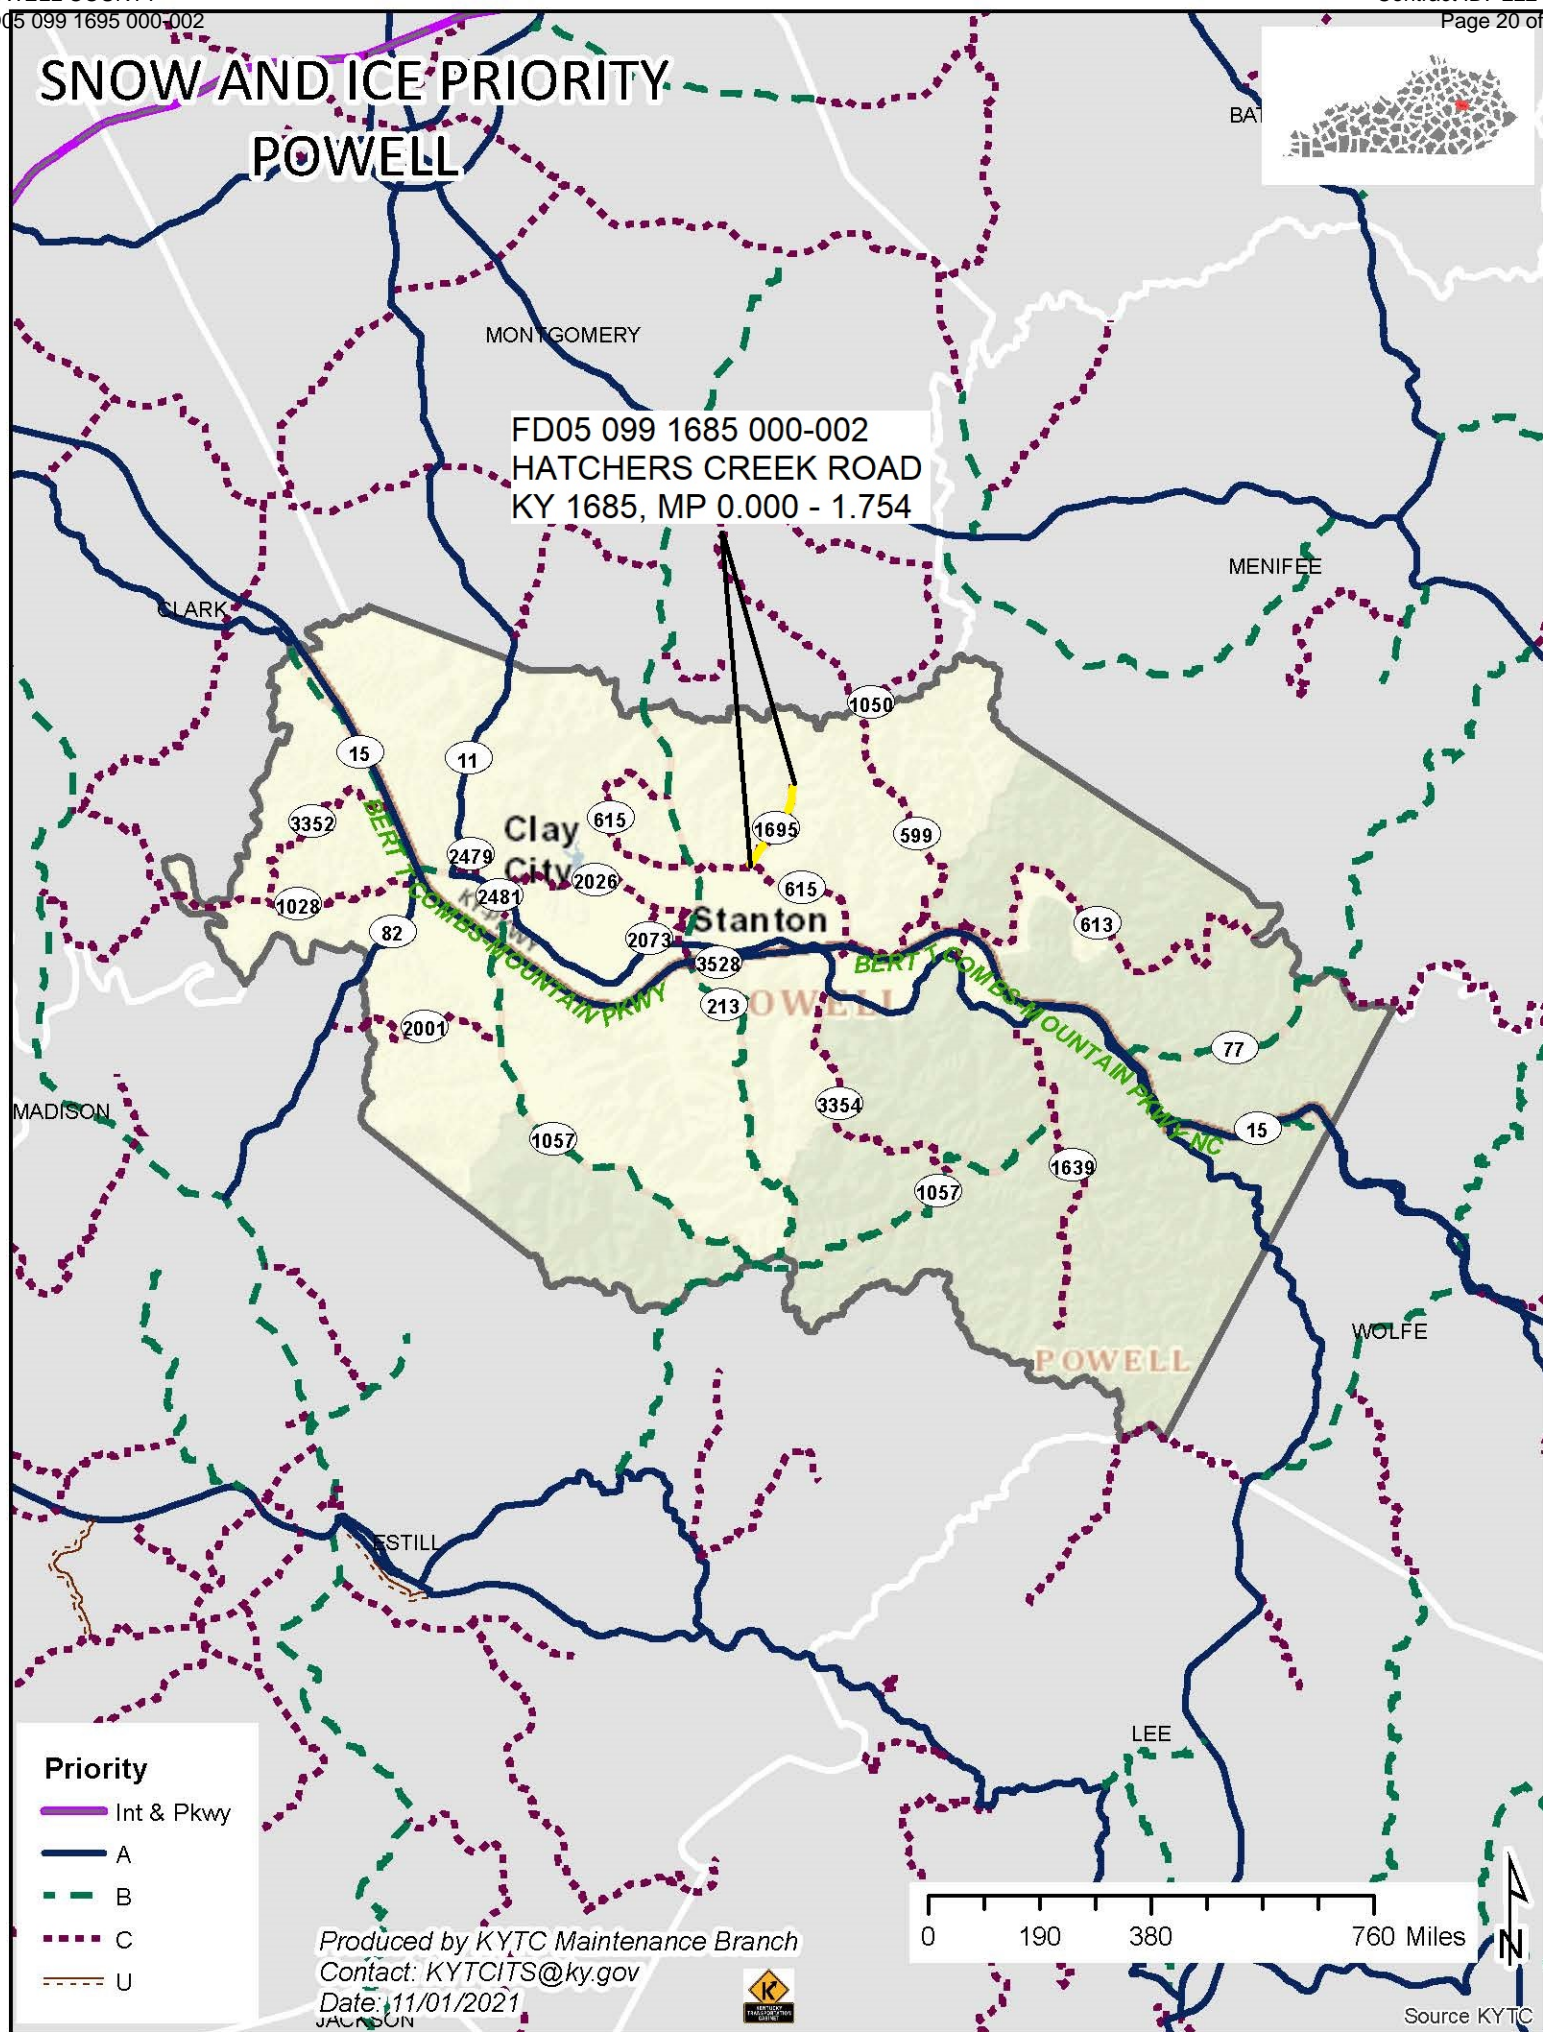 05 099 1695 000-002
Page 20 of
SNOW AND ICE PRIORITY
POWELL
MONTGOMERY
FD05 099 1685 000-002
HATCHERS CREEK ROAD
KY 1685, MP 0.000 - 1.754
MENIFEE
CLARK
1050
15
11
3352
615
1695
599
Clay
City
2479
2026
2481
615
1028
82
Stanton
613
2073
3528
BERT T COMBS-MOUNTAIN PKWY
BERT T COMBS-MOUNTAIN PKWY NC
213
2001
77
MADISON
3354
15
1057
1639
1057
WOLFE
POWELL
ESTILL
LEE
Priority
Int & Pkwy
A
B
C
U
0 190 380 760 Miles
N
Produced by KYTC Maintenance Branch
Contact: KYTCITS@ky.gov
Date: 11/01/2021
JACKSON
KENTUCKY
TRANSPORTATION
CABINET
Source KYTC